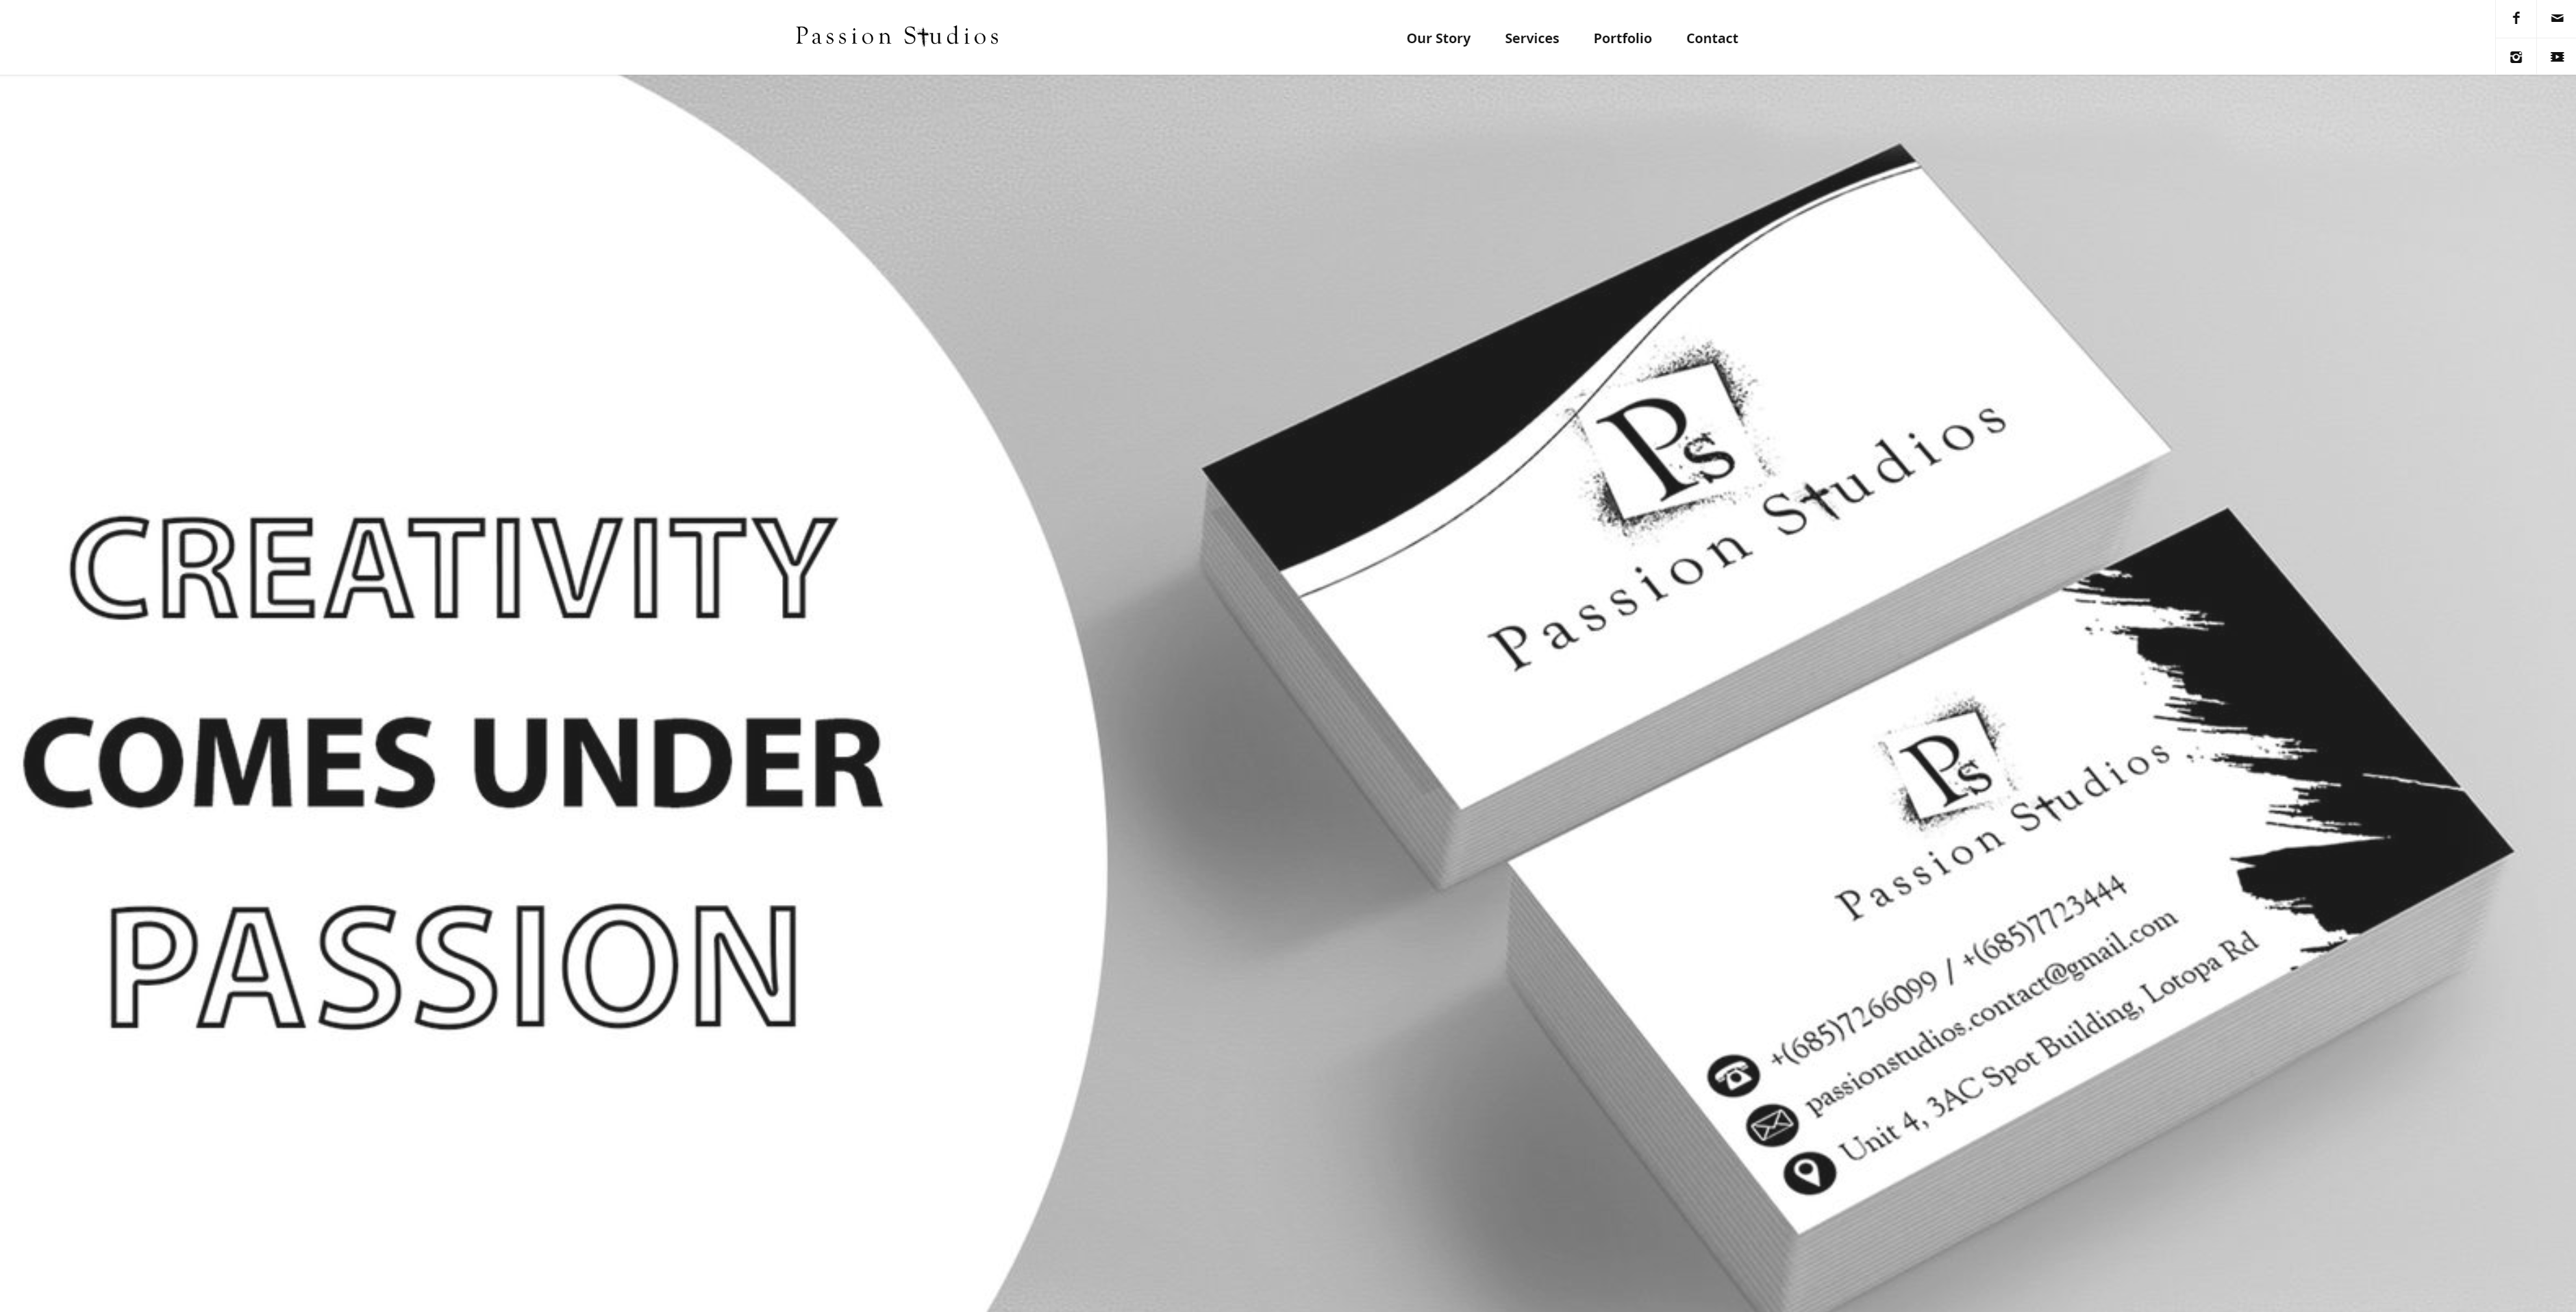 Passion Studios
Our Story
Services
Portfolio
Contact
CREATIVITY
COMES UNDER
PASSION
Ps
Passion Studios
Ps
Passion Studios
+(685)7266099 / +(685)7723444
passionstudios.contact@gmail.com
Unit 4, 3AC Spot Building, Lotopa Rd